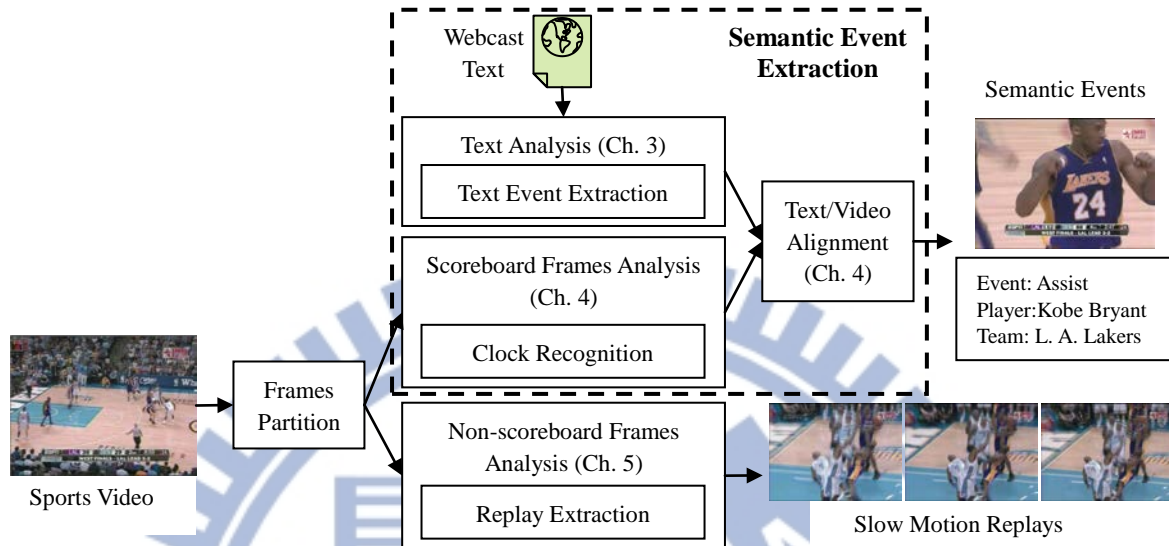 Webcast
Text
Semantic Event
Extraction
Semantic Events
Text Analysis (Ch. 3)
Text Event Extraction
Text/Video
Alignment
(Ch. 4)
LAKERS
24
Scoreboard Frames Analysis
(Ch. 4)
Clock Recognition
Event: Assist
Player:Kobe Bryant
Team: L. A. Lakers
Frames
Partition
Sports Video
Non-scoreboard Frames
Analysis (Ch. 5)
Replay Extraction
Slow Motion Replays